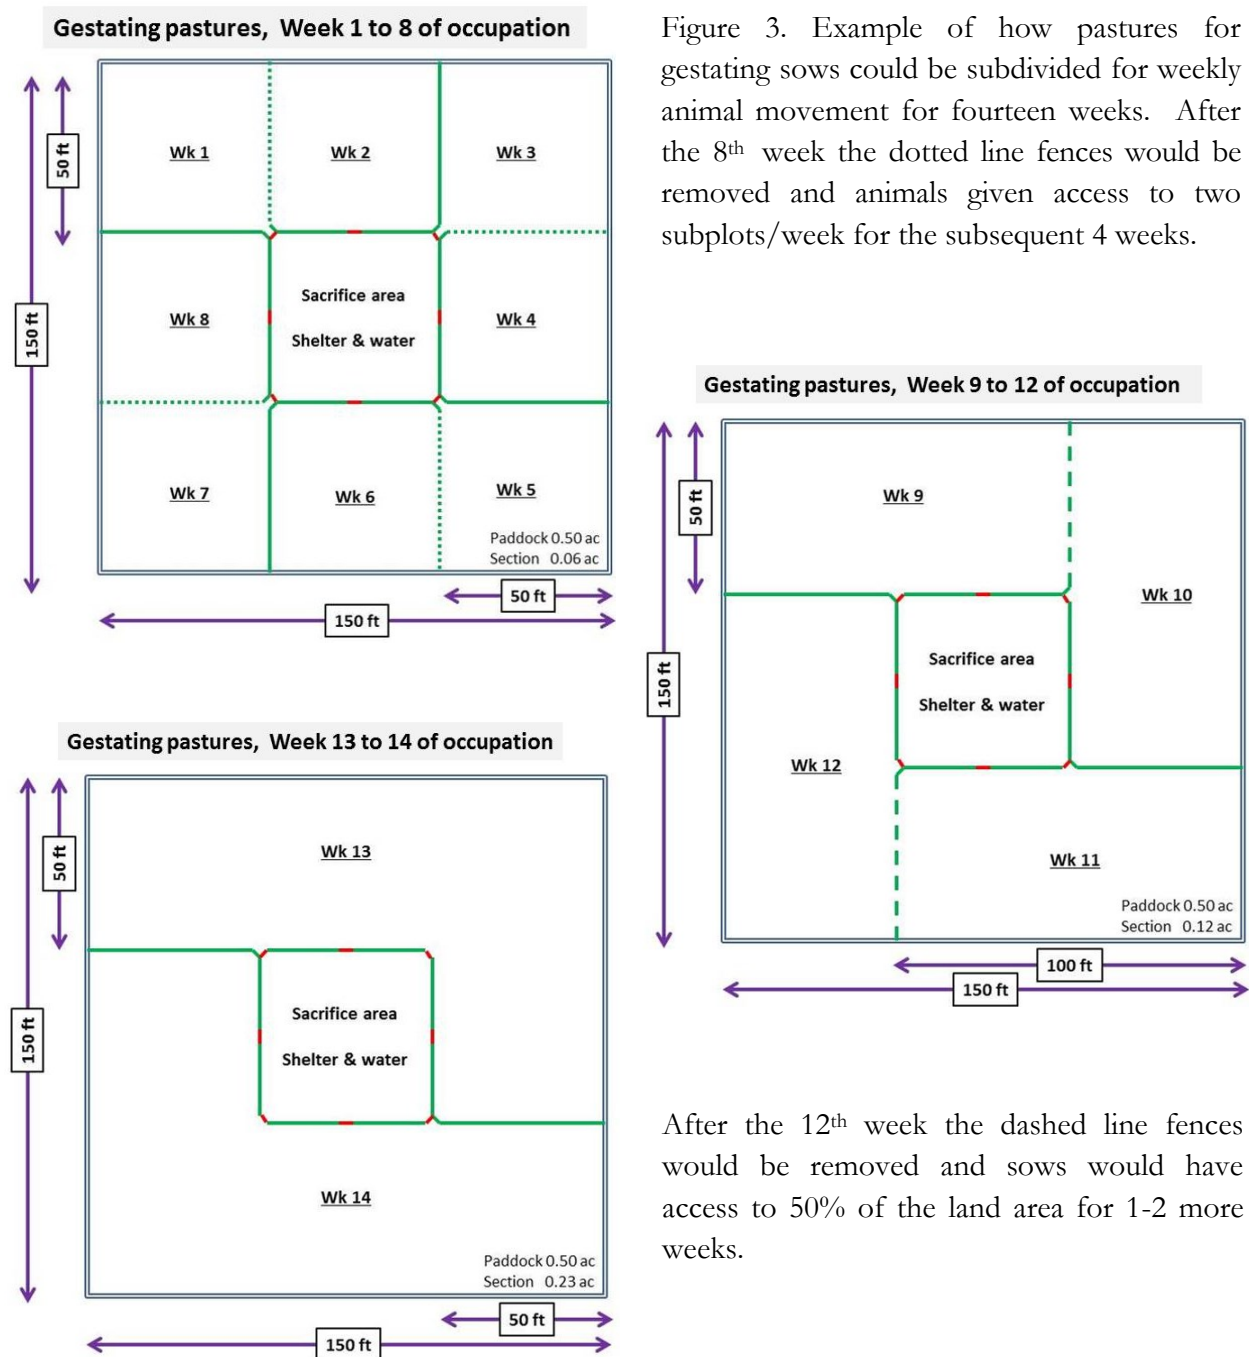 Gestating pastures, Week 1 to 8 of occupation
50 ft
150 ft
Wk 1
Wk 2
Wk 3
Sacrifice area
Shelter & water
Wk 8
Wk 4
Wk 7
Wk 6
Wk 5
Paddock 0.50 ac
Section 0.06 ac
50 ft
150 ft
Figure 3. Example of how pastures for
gestating sows could be subdivided for weekly
animal movement for fourteen weeks. After
the 8th week the dotted line fences would be
removed and animals given access to two
subplots/week for the subsequent 4 weeks.
Gestating pastures, Week 9 to 12 of occupation
50 ft
150 ft
Wk 9
Wk 10
Sacrifice area
Shelter & water
Wk 12
Wk 11
Paddock 0.50 ac
Section 0.12 ac
100 ft
150 ft
Gestating pastures, Week 13 to 14 of occupation
50 ft
150 ft
Wk 13
Sacrifice area
Shelter & water
Wk 14
Paddock 0.50 ac
Section 0.23 ac
50 ft
150 ft
After the 12th week the dashed line fences
would be removed and sows would have
access to 50% of the land area for 1-2 more
weeks.